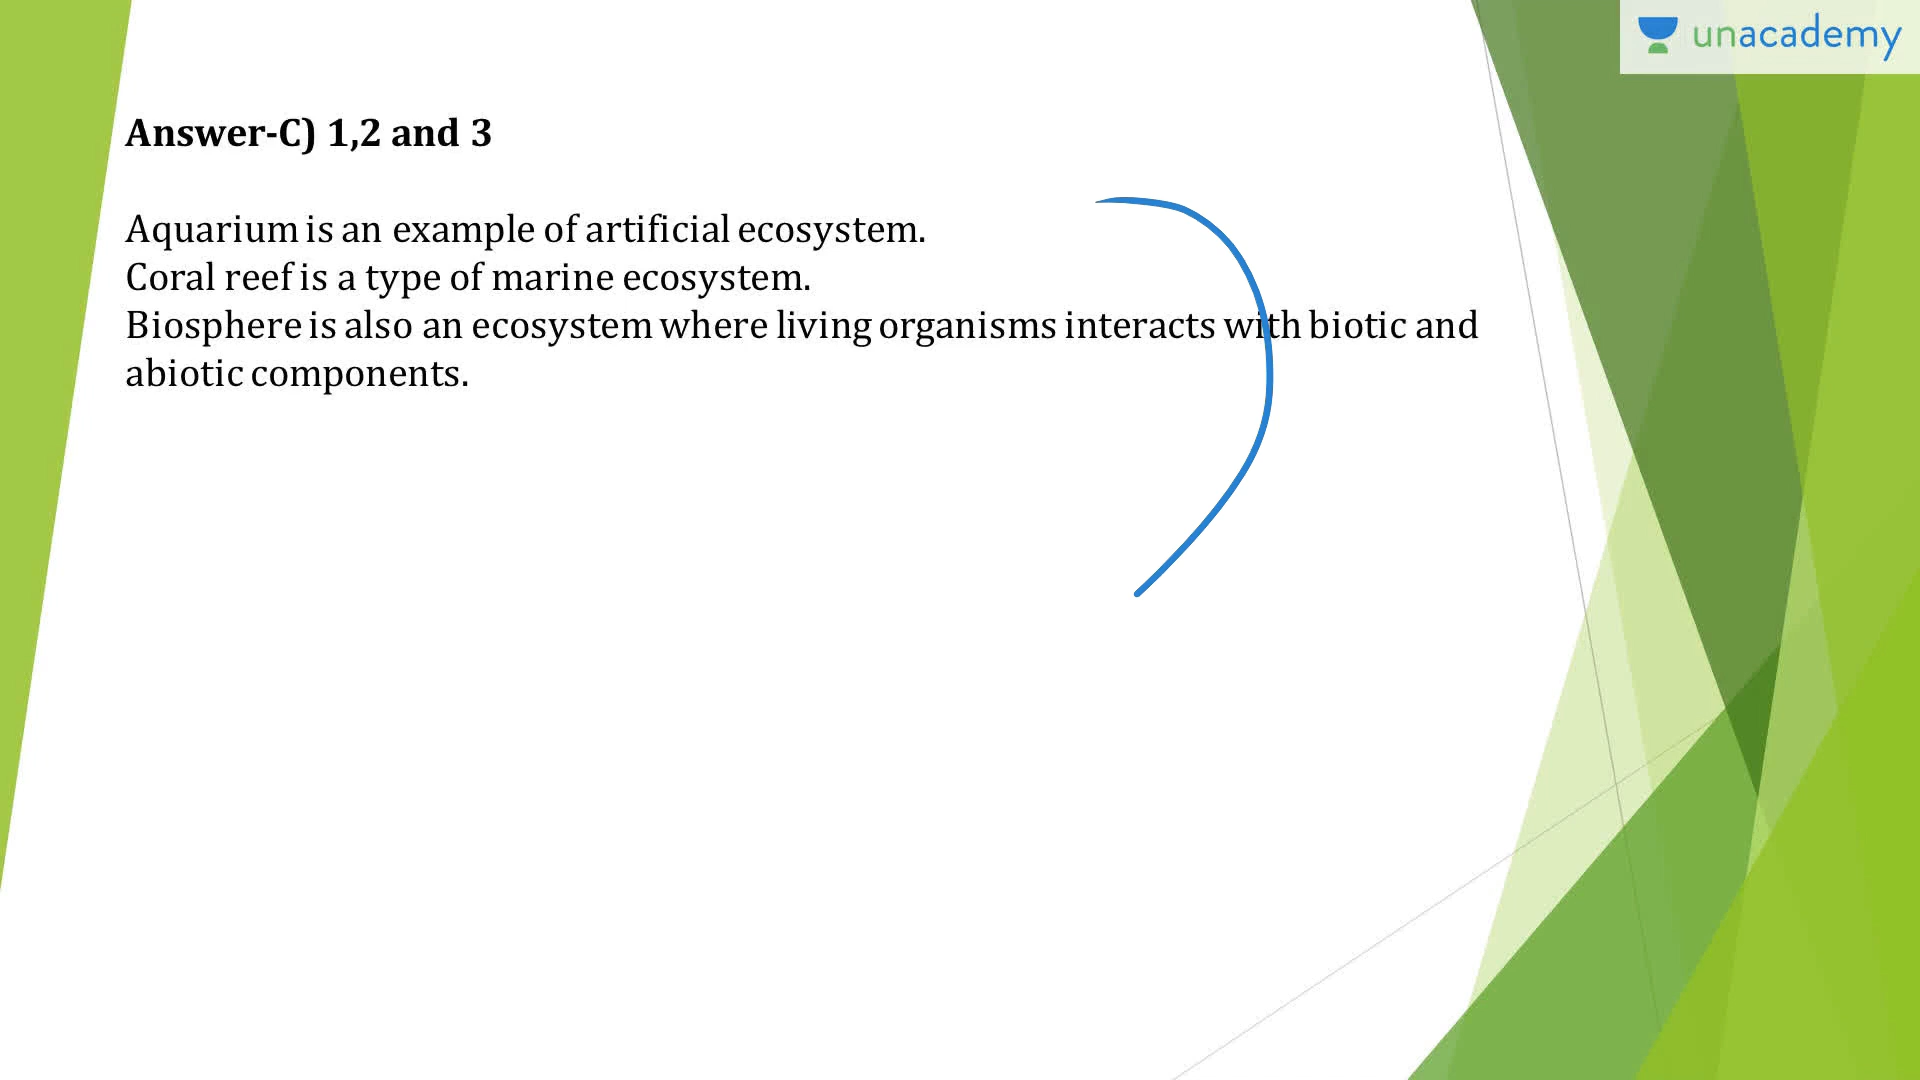 unacademy
Answer-C) 1,2 and 3
Aquarium is an example of artificial ecosystem.
Coral reef is a type of marine ecosystem.
Biosphere is also an ecosystem where living organisms interacts with biotic and
abiotic components.